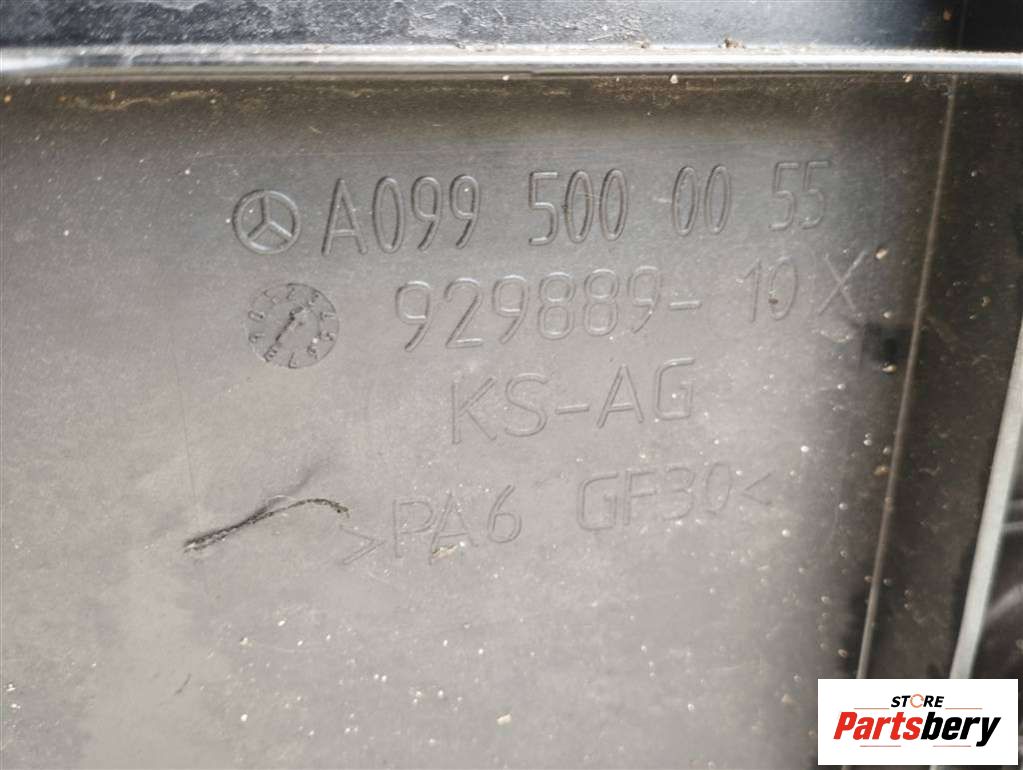 A099 500 00 55
929889-10X
KS-AG
>PA6 GF30<
STORE
Partsbery